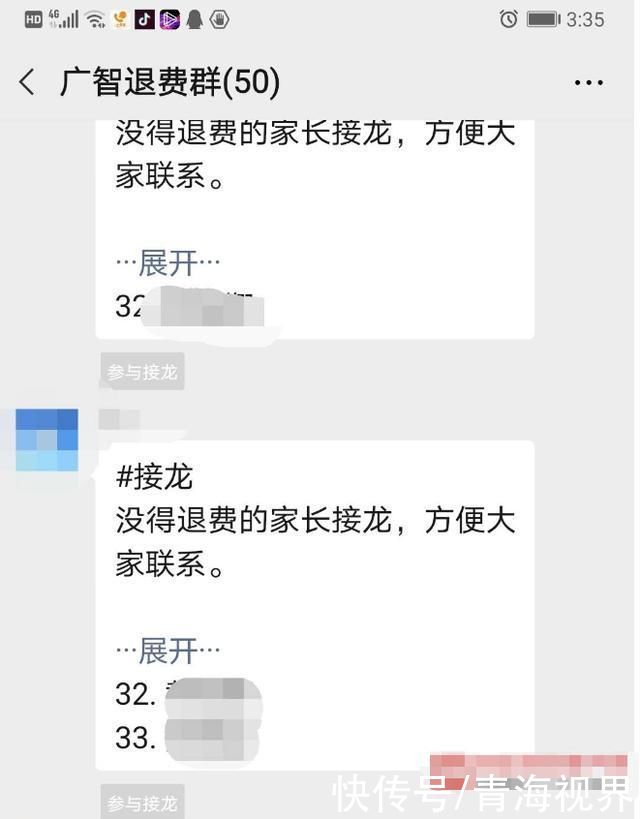 HD 4G 3:35
广智退费群(50)
没得退费的家长接龙，方便大
家联系。
···展开···
32
参与接龙
#接龙
没得退费的家长接龙，方便大
家联系。
···展开···
32.
33.
参与接龙
快传号/青海视界